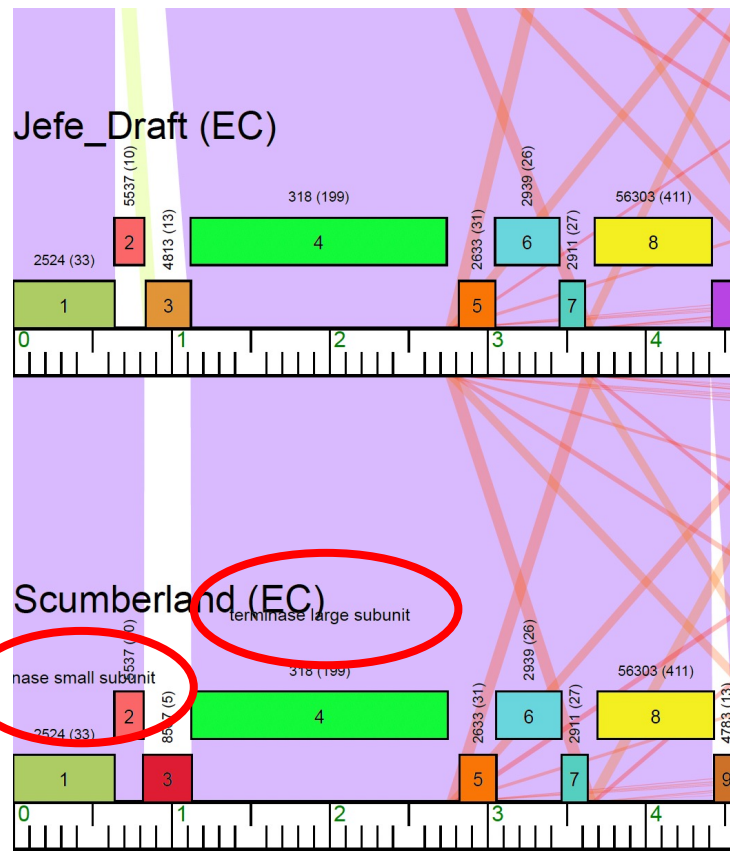 Jefe_Draft (EC)
5537 (10)
318 (199)
2939 (26)
56303 (411)
2 4 6 8
2524 (33)
4813 (13)
2633 (31)
2911 (27)
1 3 5 7
0 1 2 3 4
Scumberland (EC)
terminase large subunit
nase small subunit
318 (199)
2939 (26)
56303 (411)
2 4 6 8
2524 (33)
2633 (31)
2911 (27)
4783 (13)
1 3 5 7 9
0 1 2 3 4